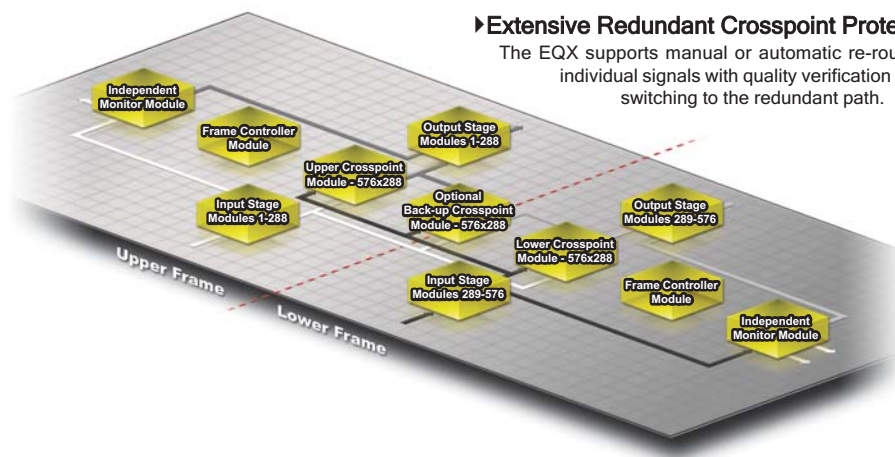 ▶Extensive Redundant Crosspoint
The EQX supports manual or automatic
individual signals with quality verification
switching to the redundant path.
Independent
Monitor Module
Frame Controller
Module
Output Stage
Modules 1-288
Upper Crosspoint
Module - 576x288
Input Stage
Modules 1-288
Optional
Back-up Crosspoint
Module - 576x288
Output Stage
Modules 289-576
Lower Crosspoint
Module - 576x288
Input Stage
Modules 289-576
Frame Controller
Module
Independent
Monitor Module
Upper Frame
Lower Frame